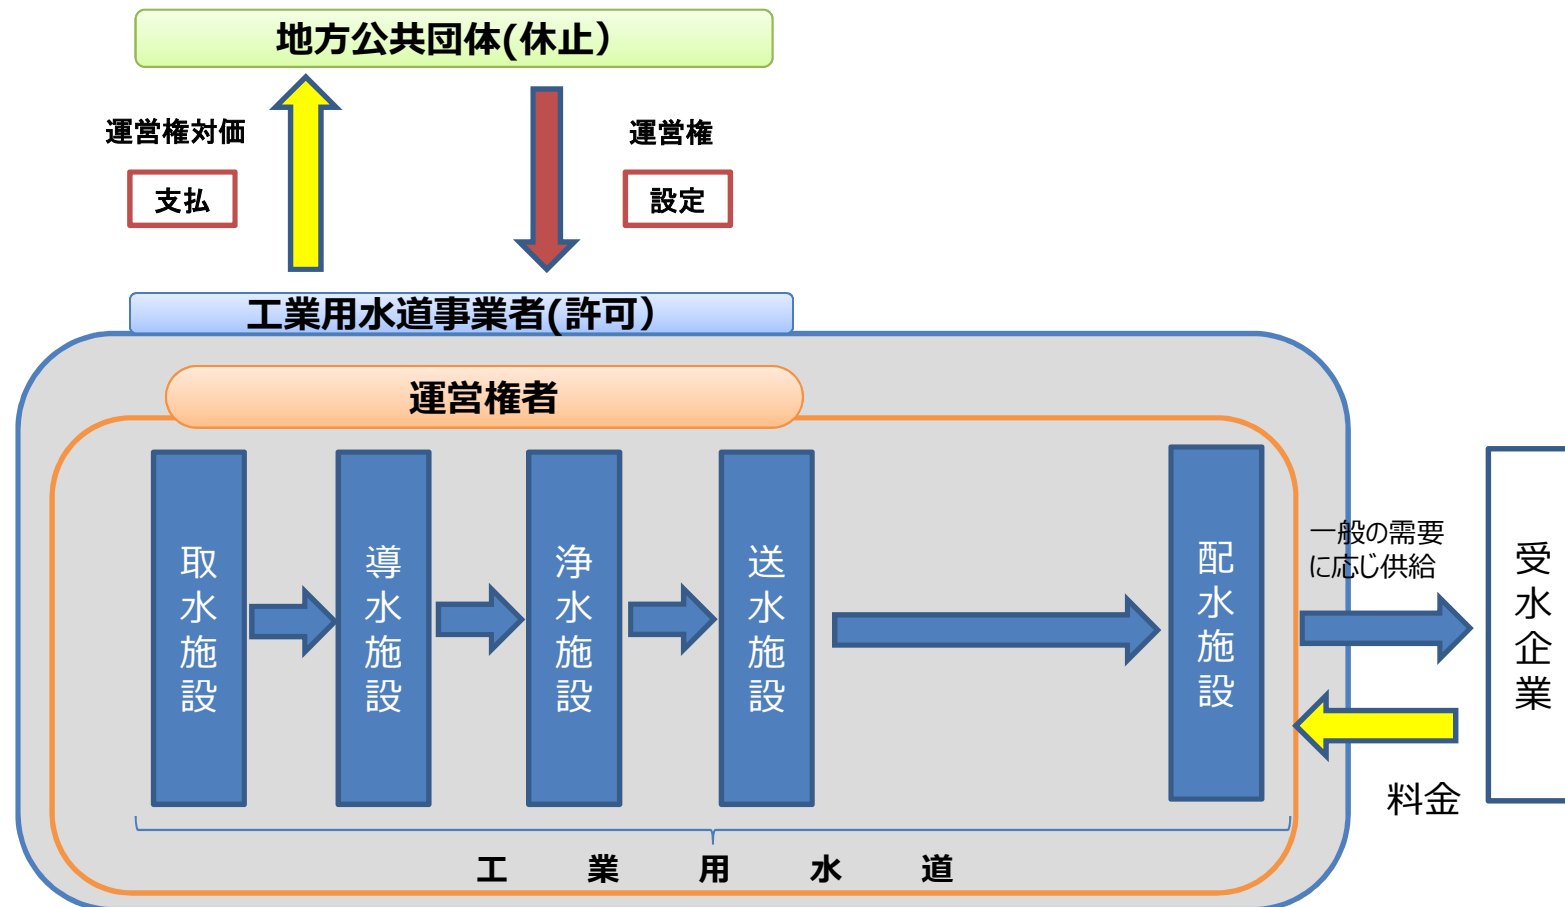 地方公共団体(休止）
運営権対価
運営権
支払
設定
工業用水道事業者(許可）
運営権者
取水施設
導水施設
浄水施設
送水施設
配水施設
一般の需要
に応じ供給
受水企業
料金
工業用水道